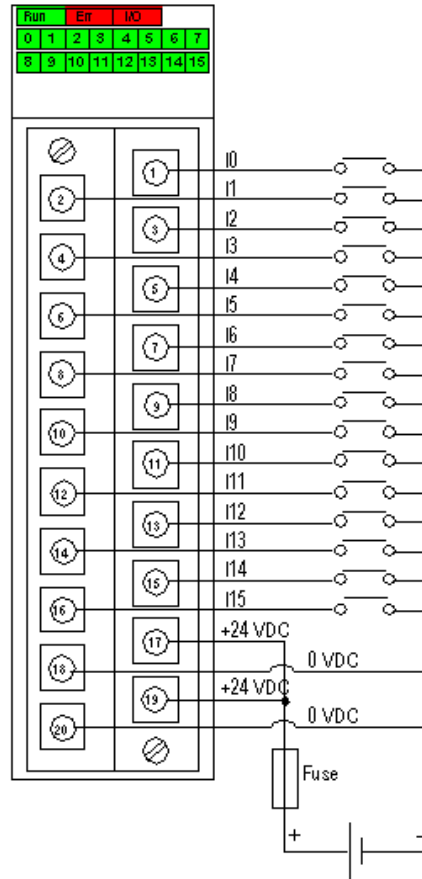 Run Err I/O
0 1 2 3 4 5 6 7
8 9 10 11 12 13 14 15
1 I0
2 I1
3 I2
4 I3
5 I4
6 I5
7 I6
8 I7
9 I8
10 I9
11 I10
12 I11
13 I12
14 I13
15 I14
16 I15
17 +24 VDC
18 0 VDC
19 +24 VDC
20 0 VDC
Fuse
+ -